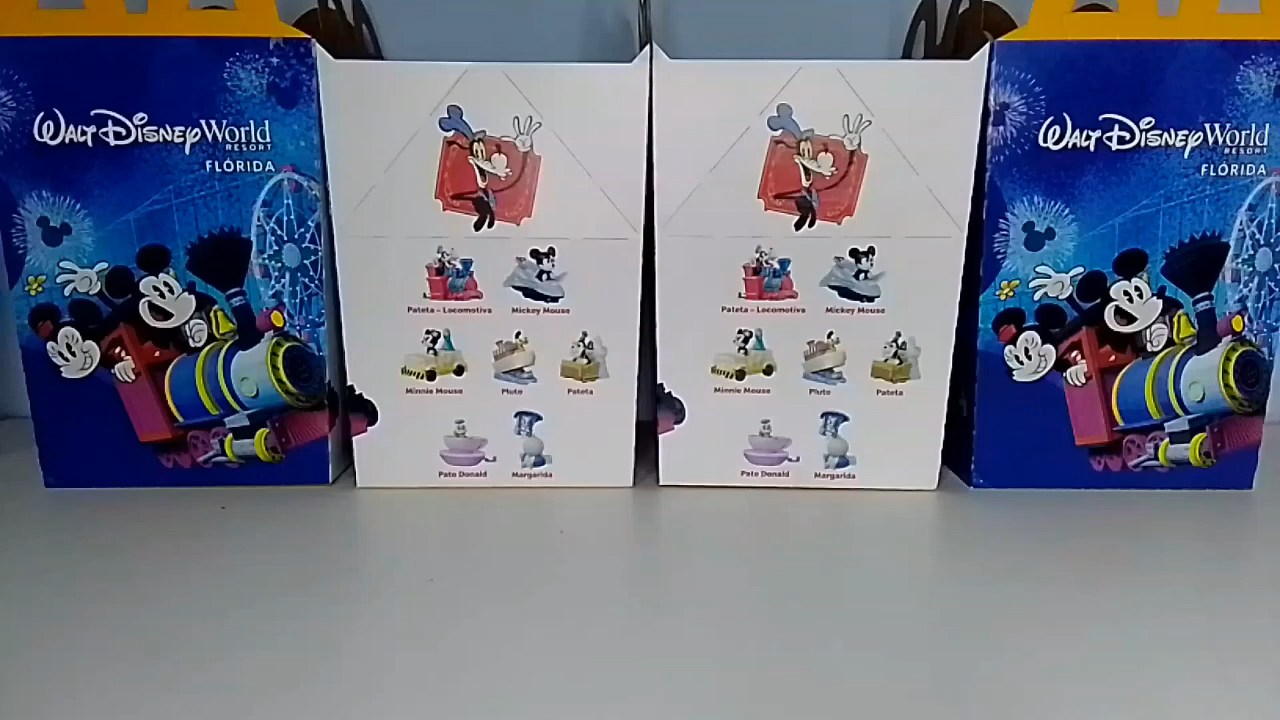 WALT DISNEY World
RESORT
FLÓRIDA
Pateta - Locomotiva
Mickey Mouse
Minnie Mouse
Pluto
Pateta
Pato Donald
Margarida
Pateta - Locomotiva
Mickey Mouse
Minnie Mouse
Pluto
Pateta
Pato Donald
Margarida
WALT DISNEY World
RESORT
FLÓRIDA